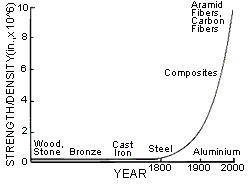 Aramid
Fibers,
Carbon
Fibers
STRENGTH/DENSITY(in.,x10^6)
10
8
6
4
2
0
Composites
Wood,
Stone
Bronze
Cast
Iron
Steel
Aluminium
1800 1900 2000
YEAR